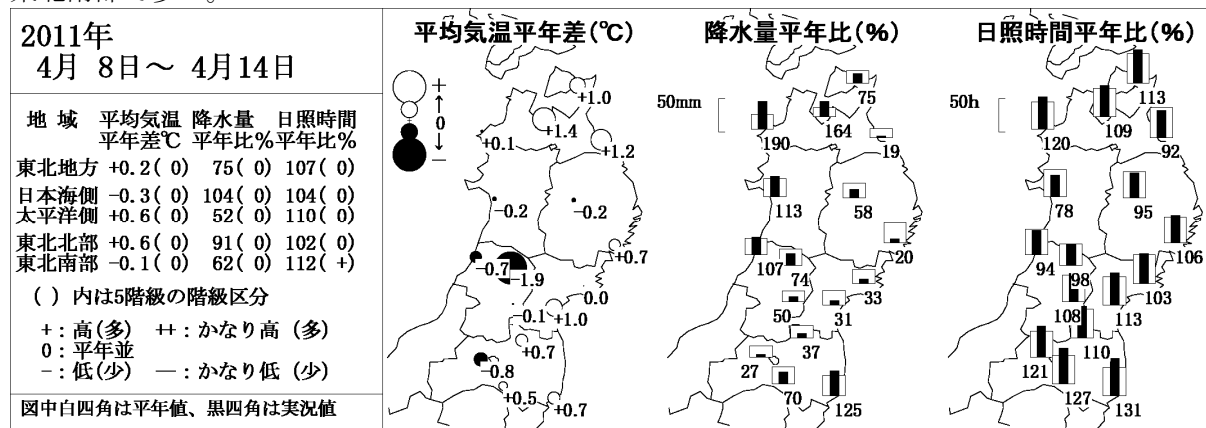 2011年
4月 8日～ 4月14日
地 域 平均気温 降水量 日照時間
平年差℃ 平年比% 平年比%
東北地方 +0.2( 0) 75( 0) 107( 0)
日本海側 −0.3( 0) 104( 0) 104( 0)
太平洋側 +0.6( 0) 52( 0) 110( 0)
東北北部 +0.6( 0) 91( 0) 102( 0)
東北南部 −0.1( 0) 62( 0) 112( +)
( ) 内は5階級の階級区分
+ : 高(多) ++ : かなり高 (多)
0 : 平年並
− : 低(少) — : かなり低 (少)
図中白四角は平年値、黒四角は実況値
平均気温平年差(℃)
+
↑
0
↓
−
+1.0
+1.4
+0.1
+1.2
−0.2
−0.2
+0.7
−0.7
−1.9
0.0
−0.1
+1.0
+0.7
−0.8
+0.5
+0.7
降水量平年比(%)
50mm
75
190
164
19
113
58
20
107
74
33
50
31
37
27
70
125
日照時間平年比(%)
50h
113
109
120
92
78
95
106
94
98
103
108
113
110
121
127
131